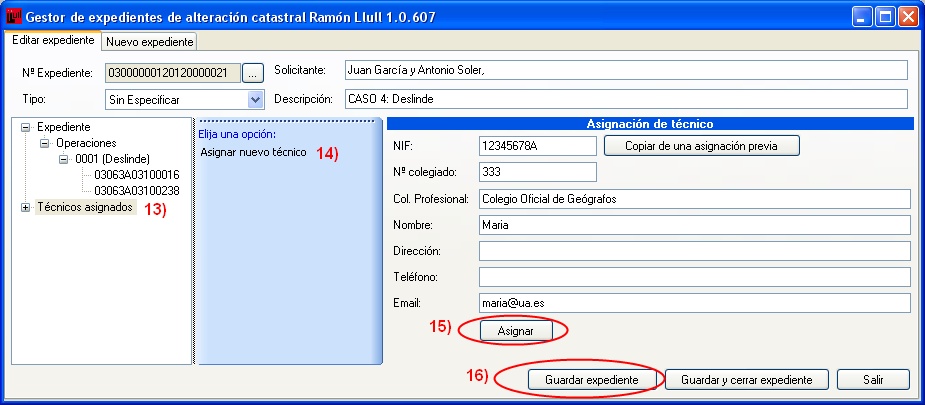 Gestor de expedientes de alteración catastral Ramón Llull 1.0.607
Editar expediente
Nuevo expediente
Nº Expediente: 03000000120120000021 ...
Solicitante: Juan García y Antonio Soler,
Tipo: Sin Especificar
Descripción: CASO 4: Deslinde
Expediente
Operaciones
0001 (Deslinde)
03063A03100016
03063A03100238
Técnicos asignados 13)
Elija una opción:
Asignar nuevo técnico 14)
Asignación de técnico
NIF: 12345678A Copiar de una asignación previa
Nº colegiado: 333
Col. Profesional: Colegio Oficial de Geógrafos
Nombre: Maria
Dirección:
Teléfono:
Email: maria@ua.es
15) Asignar
16) Guardar expediente Guardar y cerrar expediente Salir